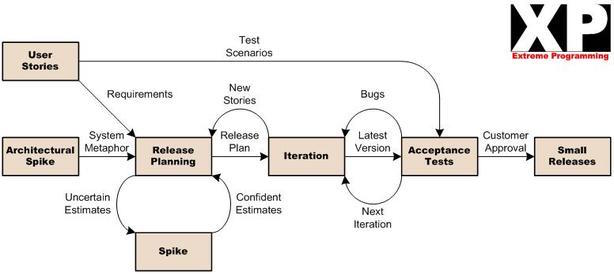 XP
Extreme Programming
User
Stories
Test
Scenarios
Requirements
New
Stories
Bugs
Architectural
Spike
System
Metaphor
Release
Planning
Release
Plan
Iteration
Latest
Version
Acceptance
Tests
Customer
Approval
Small
Releases
Uncertain
Estimates
Confident
Estimates
Next
Iteration
Spike